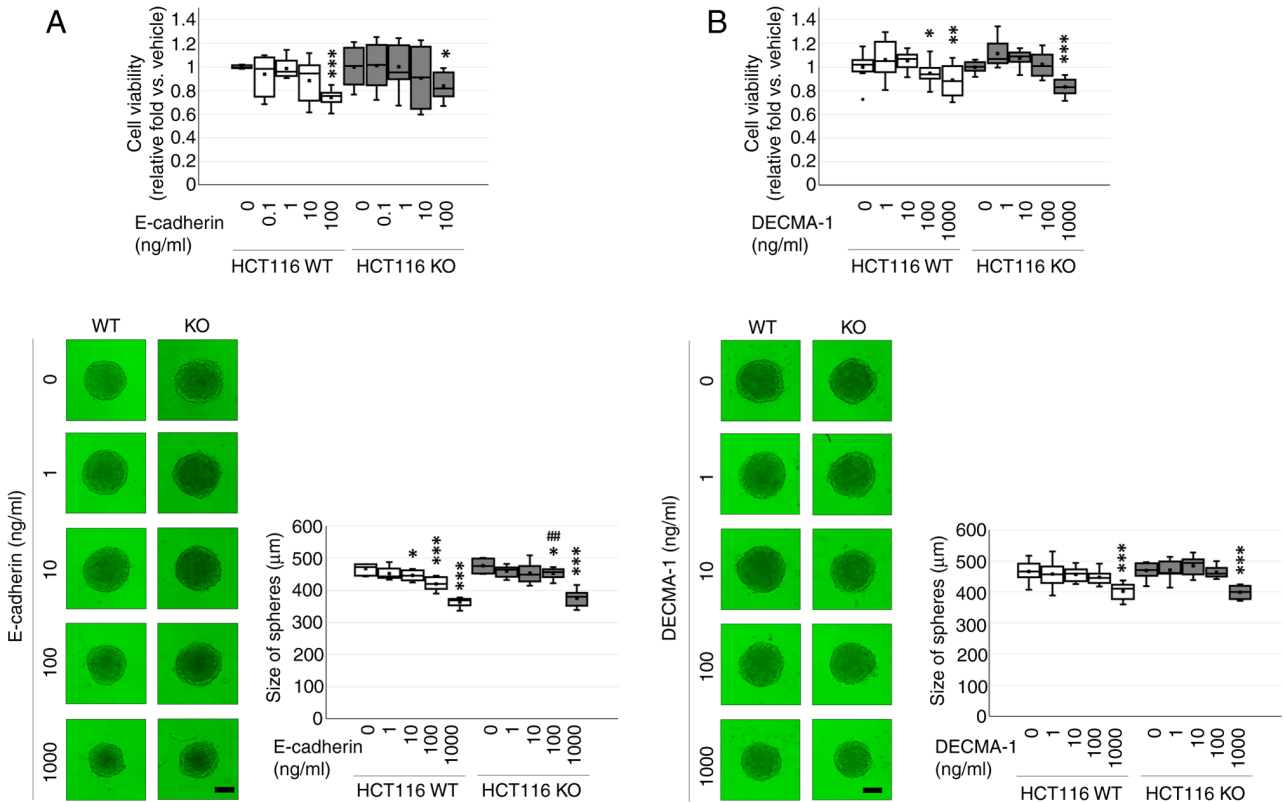 A
Cell viability
(relative fold vs. vehicle)
1.4
1.2
1
0.8
0.6
0.4
0.2
0
***
*
E-cadherin
(ng/ml)
0 0.1 1 10 100 0 0.1 1 10 100
HCT116 WT HCT116 KO
B
Cell viability
(relative fold vs. vehicle)
1.4
1.2
1
0.8
0.6
0.4
0.2
0
* ** ***
DECMA-1
(ng/ml)
0 1 10 100 1000 0 1 10 100 1000
HCT116 WT HCT116 KO
WT KO
E-cadherin (ng/ml)
0
1
10
100
1000
Size of spheres (μm)
600
500
400
300
200
100
0
* *** *** ## * ***
E-cadherin
(ng/ml)
0 1 10 100 1000 0 1 10 100 1000
HCT116 WT HCT116 KO
WT KO
DECMA-1 (ng/ml)
0
1
10
100
1000
Size of spheres (μm)
600
500
400
300
200
100
0
*** ***
DECMA-1
(ng/ml)
0 1 10 100 1000 0 1 10 100 1000
HCT116 WT HCT116 KO